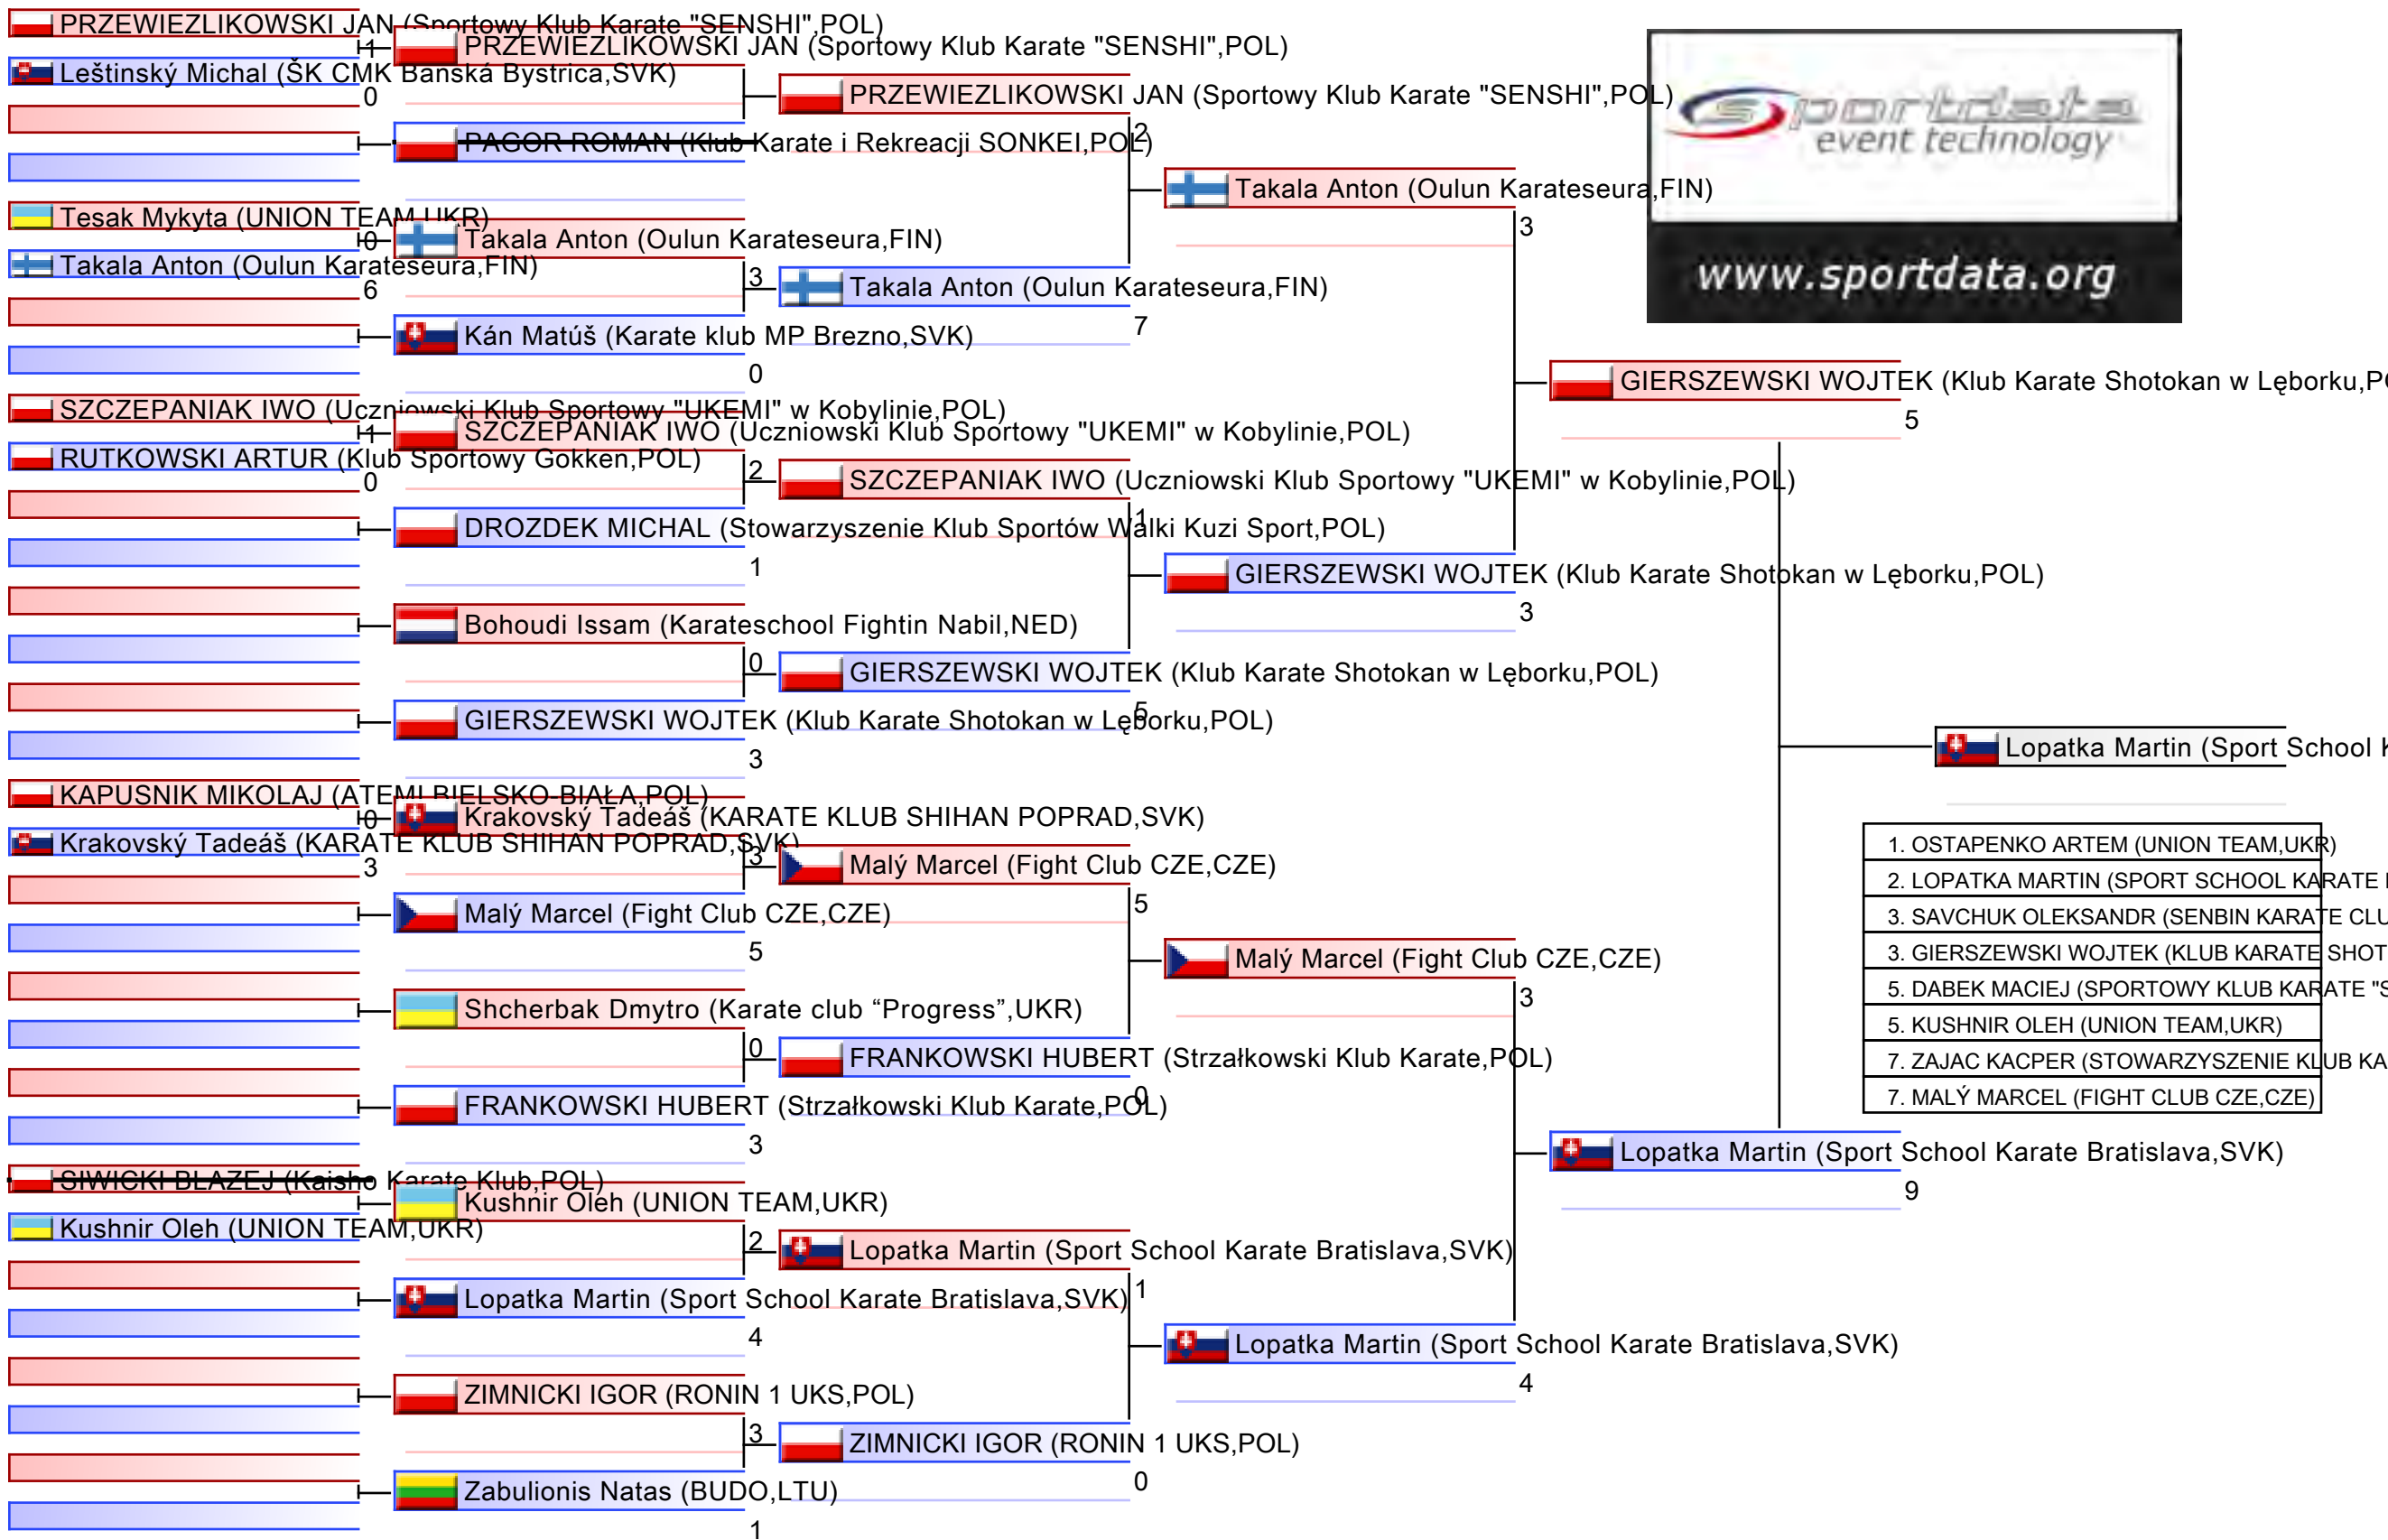 PRZEWIEZLIKOWSKI JAN (Sportowy Klub Karate "SENSHI",POL)
1
Leštinský Michal (ŠK CMK Banská Bystrica,SVK)
0
Tesak Mykyta (UNION TEAM,UKR)
0
Takala Anton (Oulun Karateseura,FIN)
6
SZCZEPANIAK IWO (Uczniowski Klub Sportowy "UKEMI" w Kobylinie,POL)
1
RUTKOWSKI ARTUR (Klub Sportowy Gokken,POL)
0
KAPUSNIK MIKOLAJ (ATEMI BIELSKO-BIAŁA,POL)
0
Krakovský Tadeáš (KARATE KLUB SHIHAN POPRAD,SVK)
3
SIWICKI BLAZEJ (Kaisho Karate Klub,POL)
Kushnir Oleh (UNION TEAM,UKR)
PRZEWIEZLIKOWSKI JAN (Sportowy Klub Karate "SENSHI",POL)
PAGOR ROMAN (Klub Karate i Rekreacji SONKEI,POL)
Takala Anton (Oulun Karateseura,FIN)
3
Kán Matúš (Karate klub MP Brezno,SVK)
0
SZCZEPANIAK IWO (Uczniowski Klub Sportowy "UKEMI" w Kobylinie,POL)
2
DROZDEK MICHAL (Stowarzyszenie Klub Sportów Walki Kuzi Sport,POL)
1
Bohoudi Issam (Karateschool Fightin Nabil,NED)
0
GIERSZEWSKI WOJTEK (Klub Karate Shotokan w Lęborku,POL)
3
Krakovský Tadeáš (KARATE KLUB SHIHAN POPRAD,SVK)
3
Malý Marcel (Fight Club CZE,CZE)
5
Shcherbak Dmytro (Karate club “Progress”,UKR)
0
FRANKOWSKI HUBERT (Strzałkowski Klub Karate,POL)
3
Kushnir Oleh (UNION TEAM,UKR)
2
Lopatka Martin (Sport School Karate Bratislava,SVK)
4
ZIMNICKI IGOR (RONIN 1 UKS,POL)
3
Zabulionis Natas (BUDO,LTU)
1
PRZEWIEZLIKOWSKI JAN (Sportowy Klub Karate "SENSHI",POL)
2
Takala Anton (Oulun Karateseura,FIN)
7
SZCZEPANIAK IWO (Uczniowski Klub Sportowy "UKEMI" w Kobylinie,POL)
1
GIERSZEWSKI WOJTEK (Klub Karate Shotokan w Lęborku,POL)
5
Malý Marcel (Fight Club CZE,CZE)
5
FRANKOWSKI HUBERT (Strzałkowski Klub Karate,POL)
0
Lopatka Martin (Sport School Karate Bratislava,SVK)
1
ZIMNICKI IGOR (RONIN 1 UKS,POL)
0
Takala Anton (Oulun Karateseura,FIN)
3
GIERSZEWSKI WOJTEK (Klub Karate Shotokan w Lęborku,POL)
3
Malý Marcel (Fight Club CZE,CZE)
3
Lopatka Martin (Sport School Karate Bratislava,SVK)
4
sportdata
event technology
www.sportdata.org
GIERSZEWSKI WOJTEK (Klub Karate Shotokan w Lęborku,
5
Lopatka Martin (Sport School Karate Bratislava,SVK)
9
Lopatka Martin (Sport School
1. OSTAPENKO ARTEM (UNION TEAM,UKR)
2. LOPATKA MARTIN (SPORT SCHOOL KARATE
3. SAVCHUK OLEKSANDR (SENBIN KARATE CLU
3. GIERSZEWSKI WOJTEK (KLUB KARATE SHOT
5. DABEK MACIEJ (SPORTOWY KLUB KARATE "S
5. KUSHNIR OLEH (UNION TEAM,UKR)
7. ZAJAC KACPER (STOWARZYSZENIE KLUB KA
7. MALÝ MARCEL (FIGHT CLUB CZE,CZE)